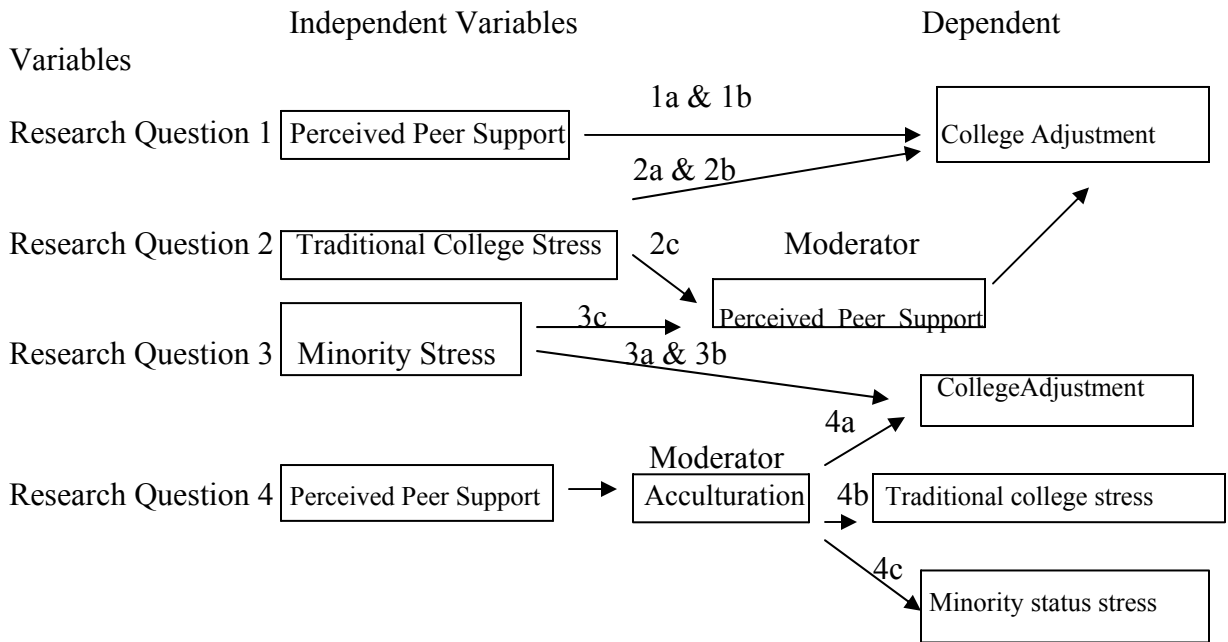 Independent Variables Dependent
Variables
1a & 1b
Research Question 1 Perceived Peer Support College Adjustment
2a & 2b
Research Question 2 Traditional College Stress 2c Moderator
3c Perceived Peer Support
Research Question 3 Minority Stress 3a & 3b
CollegeAdjustment
4a
Moderator
Research Question 4 Perceived Peer Support Acculturation 4b Traditional college stress
4c
Minority status stress